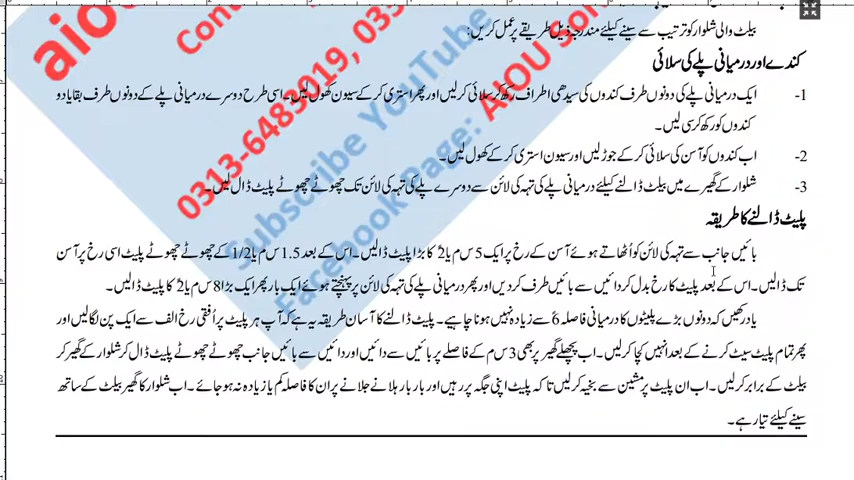 بیلٹ والی شلوار کو ترتیب سے سینے کیلئے مندرجہ ذیل طریقے پر عمل کریں:
کندے اور درمیانی پلے کی سلائی
1- ایک درمیانی پلے کی دونوں طرف کندوں کی سیدھی اطراف رکھ کر سلائی کر لیں اور پھر استری کر کے سیون کھول لیں۔ اسی طرح دوسرے درمیانی پلے کے دونوں طرف بقایا دو
کندوں کو رکھ کر سی لیں۔
2- اب کندوں کو آسن کی سلائی کر کے جوڑ لیں اور سیون استری کر کے کھول لیں۔
3- شلوار کے گھیرے میں بیلٹ ڈالنے کیلئے درمیانی پلے کی تہہ کی لائن سے دوسرے پلے کی تہہ کی لائن تک چھوٹے چھوٹے پلیٹ ڈال لیں۔
پلیٹ ڈالنے کا طریقہ
بائیں جانب سے تہہ کی لائن کو اُٹھاتے ہوئے آسن کے رخ پر ایک 5 س م یا 2" کا بڑا پلیٹ ڈالیں۔ اس کے بعد 1.5 س م یا 1/2 کے چھوٹے چھوٹے پلیٹ اسی رخ پر آسن
تک ڈالیں۔ اس کے بعد پلیٹ کا رخ بدل کر دائیں سے بائیں طرف کر دیں اور پھر درمیانی پلے کی تہہ کی لائن پر پہنچتے ہوئے ایک بار پھر ایک بڑا 8 س م یا 2" کا پلیٹ ڈالیں۔
یاد رکھیں کہ دونوں بڑے پلیٹوں کا درمیانی فاصلہ 6" سے زیادہ نہیں ہونا چاہیے۔ پلیٹ ڈالنے کا آسان طریقہ یہ ہے کہ آپ ہر پلیٹ پر اُفقی رخ الف سے ایک پن لگالیں اور
پھر تمام پلیٹ سیٹ کرنے کے بعد انہیں کچا کر لیں۔ اب پچھلے گھیر پر بھی 3 س م کے فاصلے پر بائیں سے دائیں اور دائیں سے بائیں جانب چھوٹے چھوٹے پلیٹ ڈال کر شلوار کے گھیر کر
بیلٹ کے برابر کر لیں۔ اب ان پلیٹ پر مشین سے بخیہ کر لیں تا کہ پلیٹ اپنی جگہ پر رہیں اور بار بار ہلانے جلانے پر ان کا فاصلہ کم یا زیادہ نہ ہو جائے۔ اب شلوار کا گھیر بیلٹ کے ساتھ
سینے کیلئے تیار ہے۔
0313-6483019, 03
Subscribe YouTube
Facebook Page: AIOU